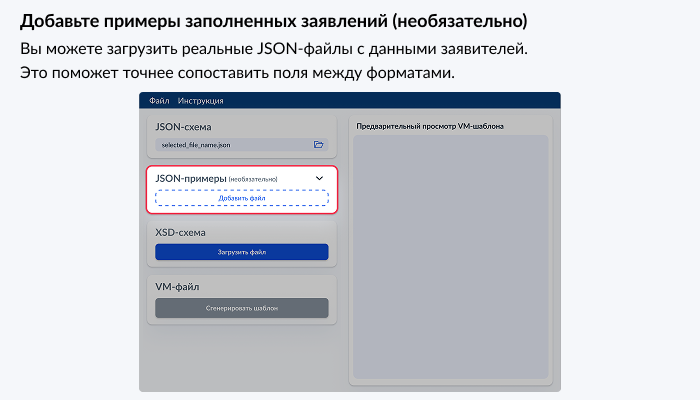 Добавьте примеры заполненных заявлений (необязательно)
Вы можете загрузить реальные JSON-файлы с данными заявителей.
Это поможет точнее сопоставить поля между форматами.
Файл Инструкция
JSON-схема
selected_file_name.json
JSON-примеры (необязательно)
Добавить файл
XSD-схема
Загрузить файл
VM-файл
Сгенерировать шаблон
Предварительный просмотр VM-шаблона